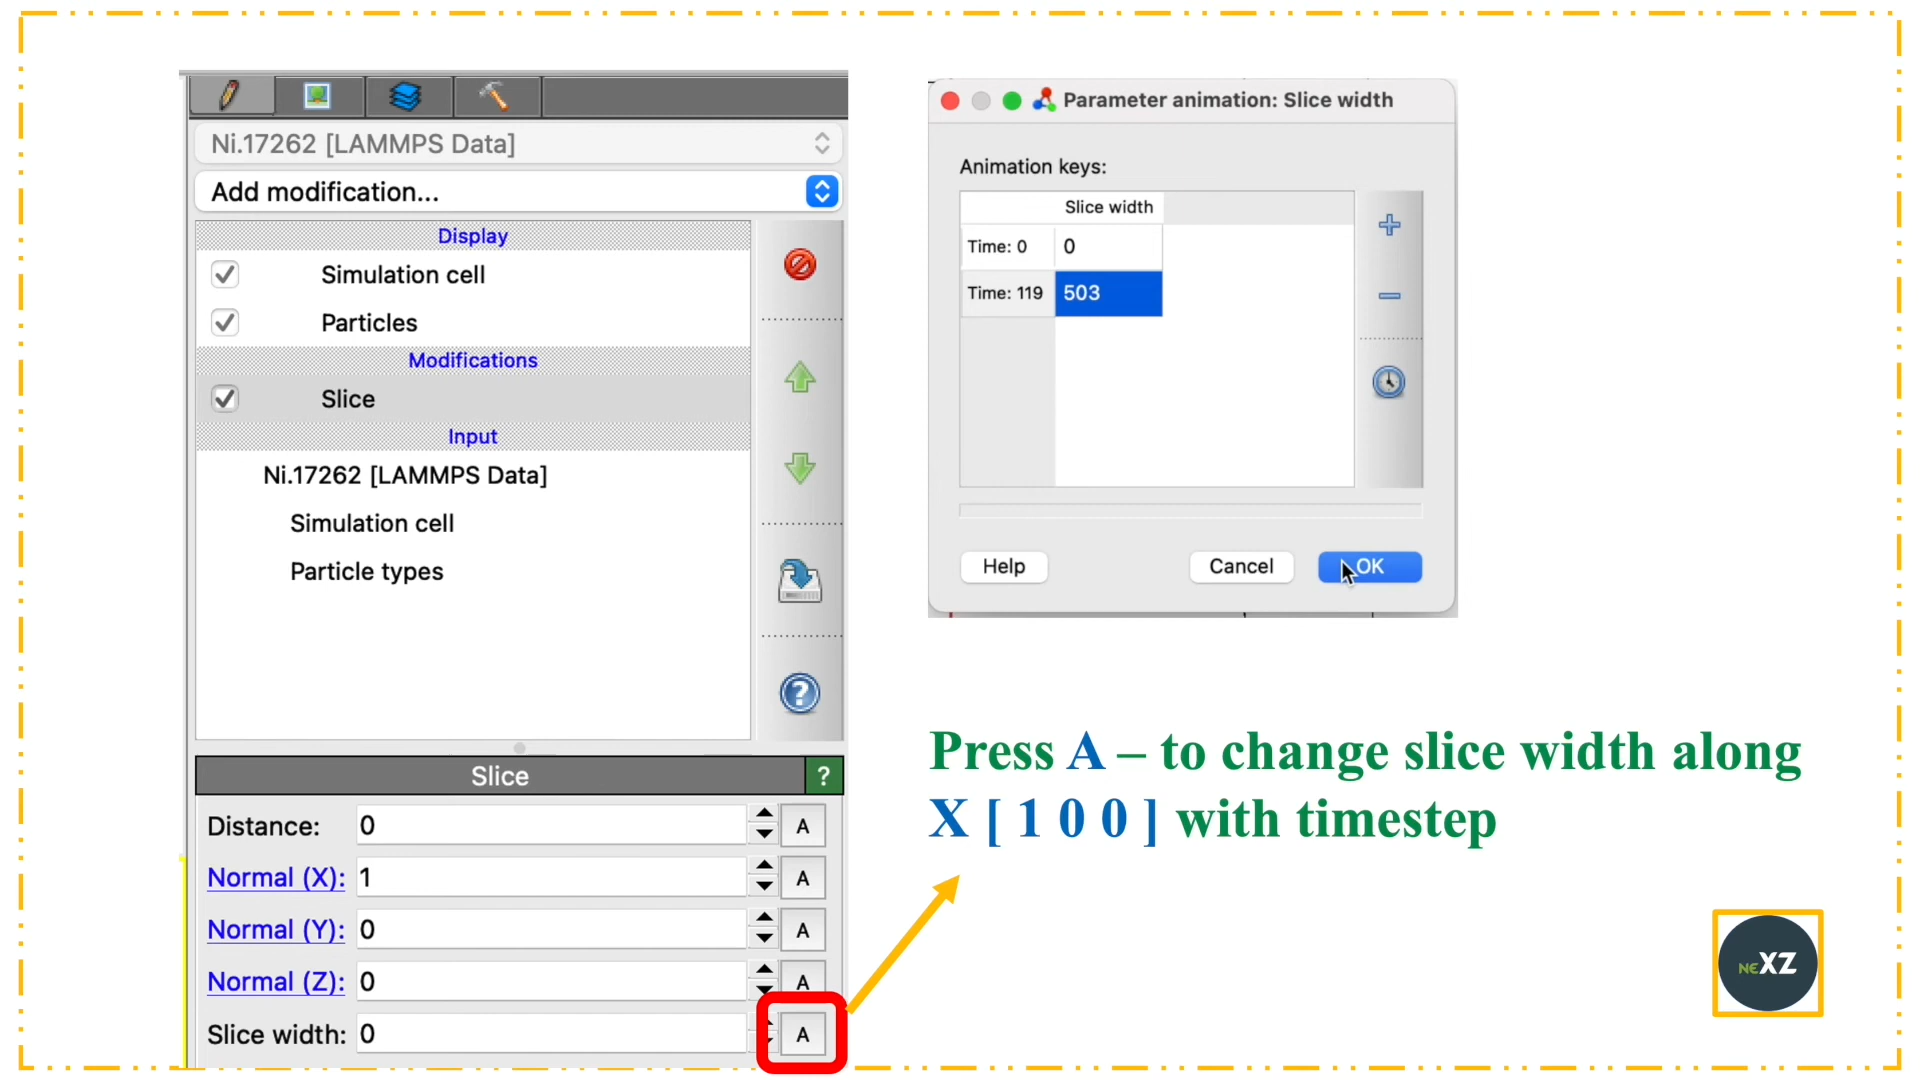 Ni.17262 [LAMMPS Data]
Add modification...
Display
Simulation cell
Particles
Modifications
Slice
Input
Ni.17262 [LAMMPS Data]
Simulation cell
Particle types
Slice
?
Distance: 0 A
Normal (X): 1 A
Normal (Y): 0 A
Normal (Z): 0 A
Slice width: 0 A
Parameter animation: Slice width
Animation keys:
Slice width
Time: 0 0
Time: 119 503
Help Cancel OK
Press A – to change slice width along
X [ 1 0 0 ] with timestep
NeXZ